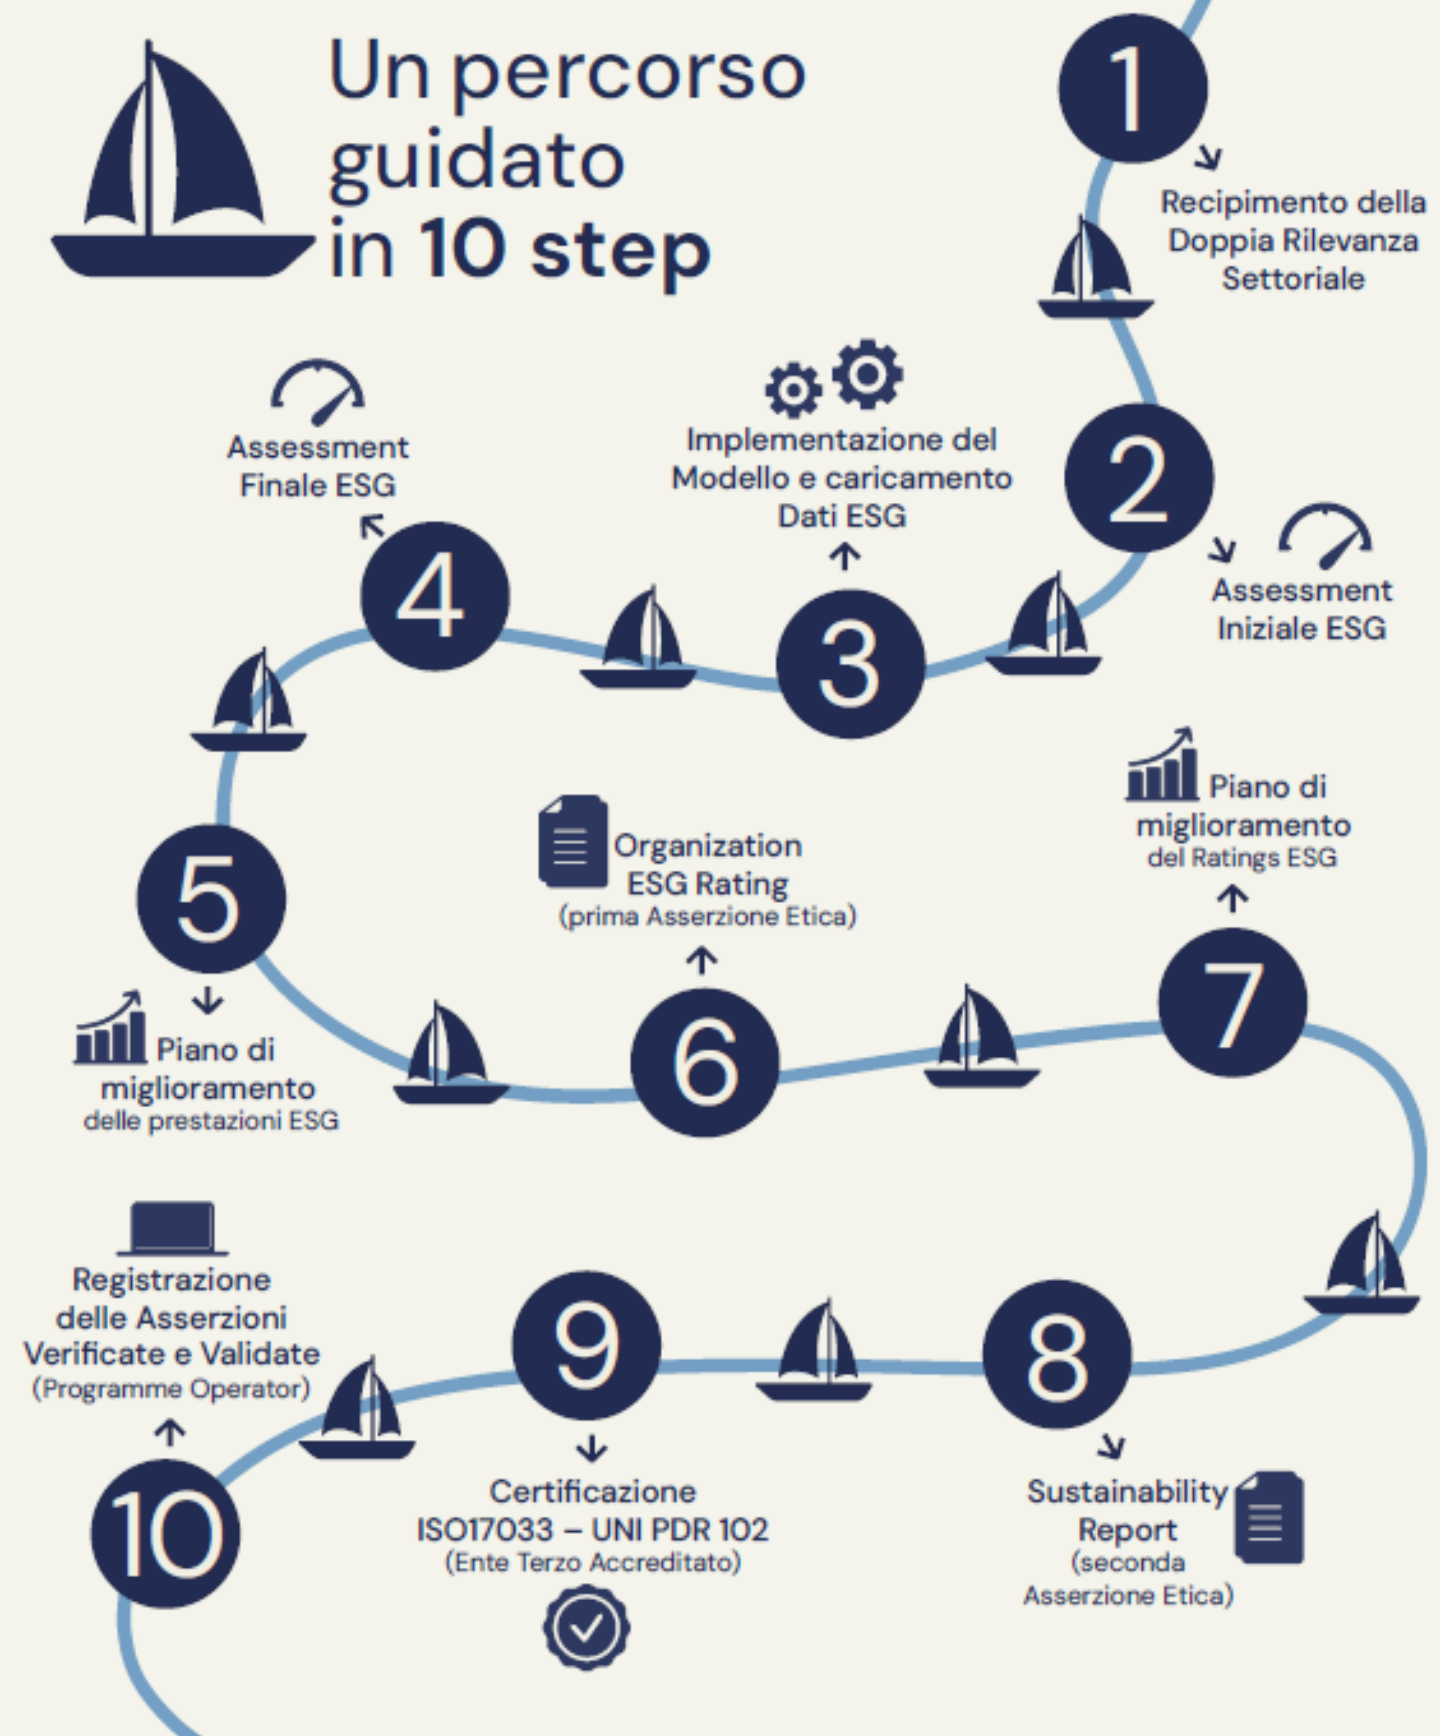 Un percorso
guidato
in 10 step
1
Recipimento della
Doppia Rilevanza
Settoriale
2
Assessment
Iniziale ESG
Implementazione del
Modello e caricamento
Dati ESG
3
Assessment
Finale ESG
4
5
Piano di
miglioramento
delle prestazioni ESG
Organization
ESG Rating
(prima Asserzione Etica)
6
Piano di
miglioramento
del Ratings ESG
7
8
Sustainability
Report
(seconda
Asserzione Etica)
9
Certificazione
ISO17033 – UNI PDR 102
(Ente Terzo Accreditato)
Registrazione
delle Asserzioni
Verificate e Validate
(Programme Operator)
10